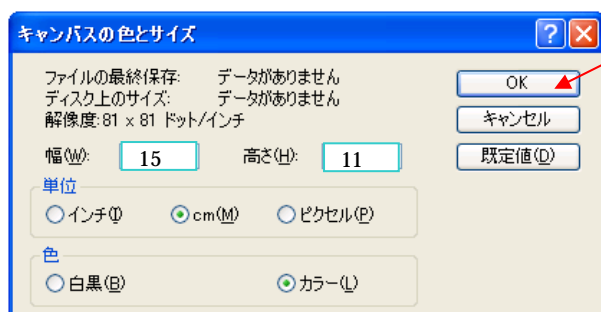 キャンバスの色とサイズ
ファイルの最終保存: データがありません
ディスク上のサイズ: データがありません
解像度:81 x 81 ドット/インチ
幅(W): 15 高さ(H): 11
単位
インチ(I) cm(M) ピクセル(P)
色
白黒(B) カラー(L)
OK
キャンセル
既定値(D)